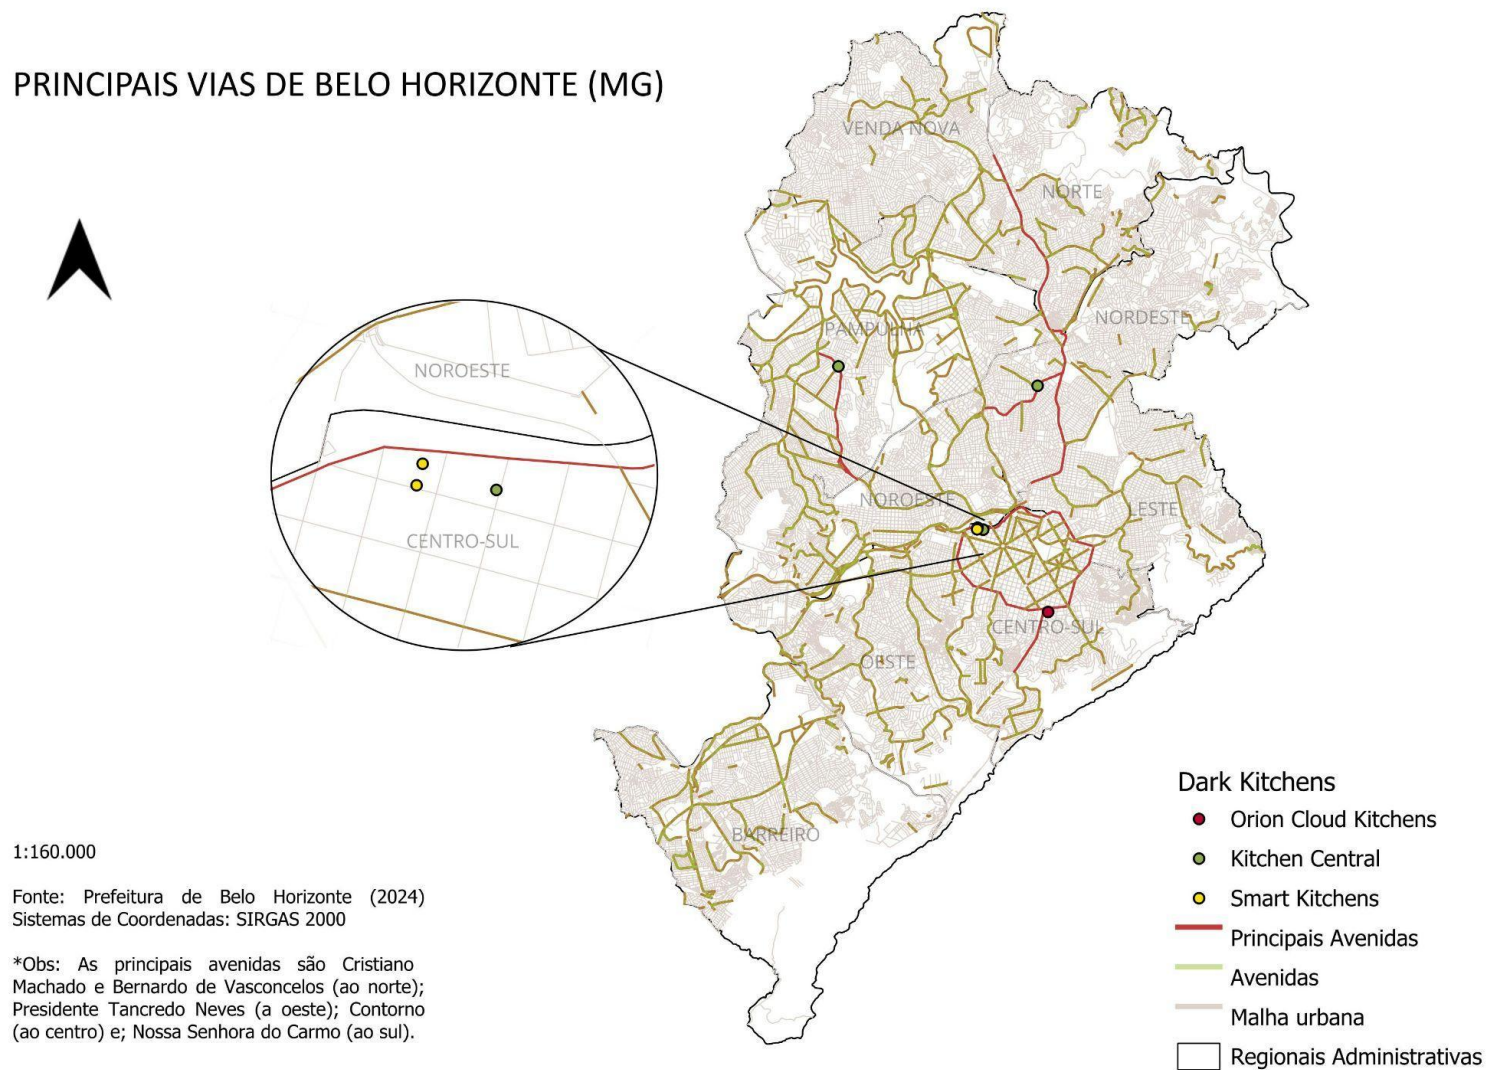 PRINCIPAIS VIAS DE BELO HORIZONTE (MG)
VENDA NOVA
NORTE
NORDESTE
PAMPULHA
NOROESTE
NOROESTE
LESTE
CENTRO-SUL
CENTRO-SUL
OESTE
BARREIRO
Dark Kitchens
Orion Cloud Kitchens
Kitchen Central
Smart Kitchens
Principais Avenidas
Avenidas
Malha urbana
Regionais Administrativas
1:160.000
Fonte: Prefeitura de Belo Horizonte (2024)
Sistemas de Coordenadas: SIRGAS 2000
*Obs: As principais avenidas são Cristiano
Machado e Bernardo de Vasconcelos (ao norte);
Presidente Tancredo Neves (a oeste); Contorno
(ao centro) e; Nossa Senhora do Carmo (ao sul).